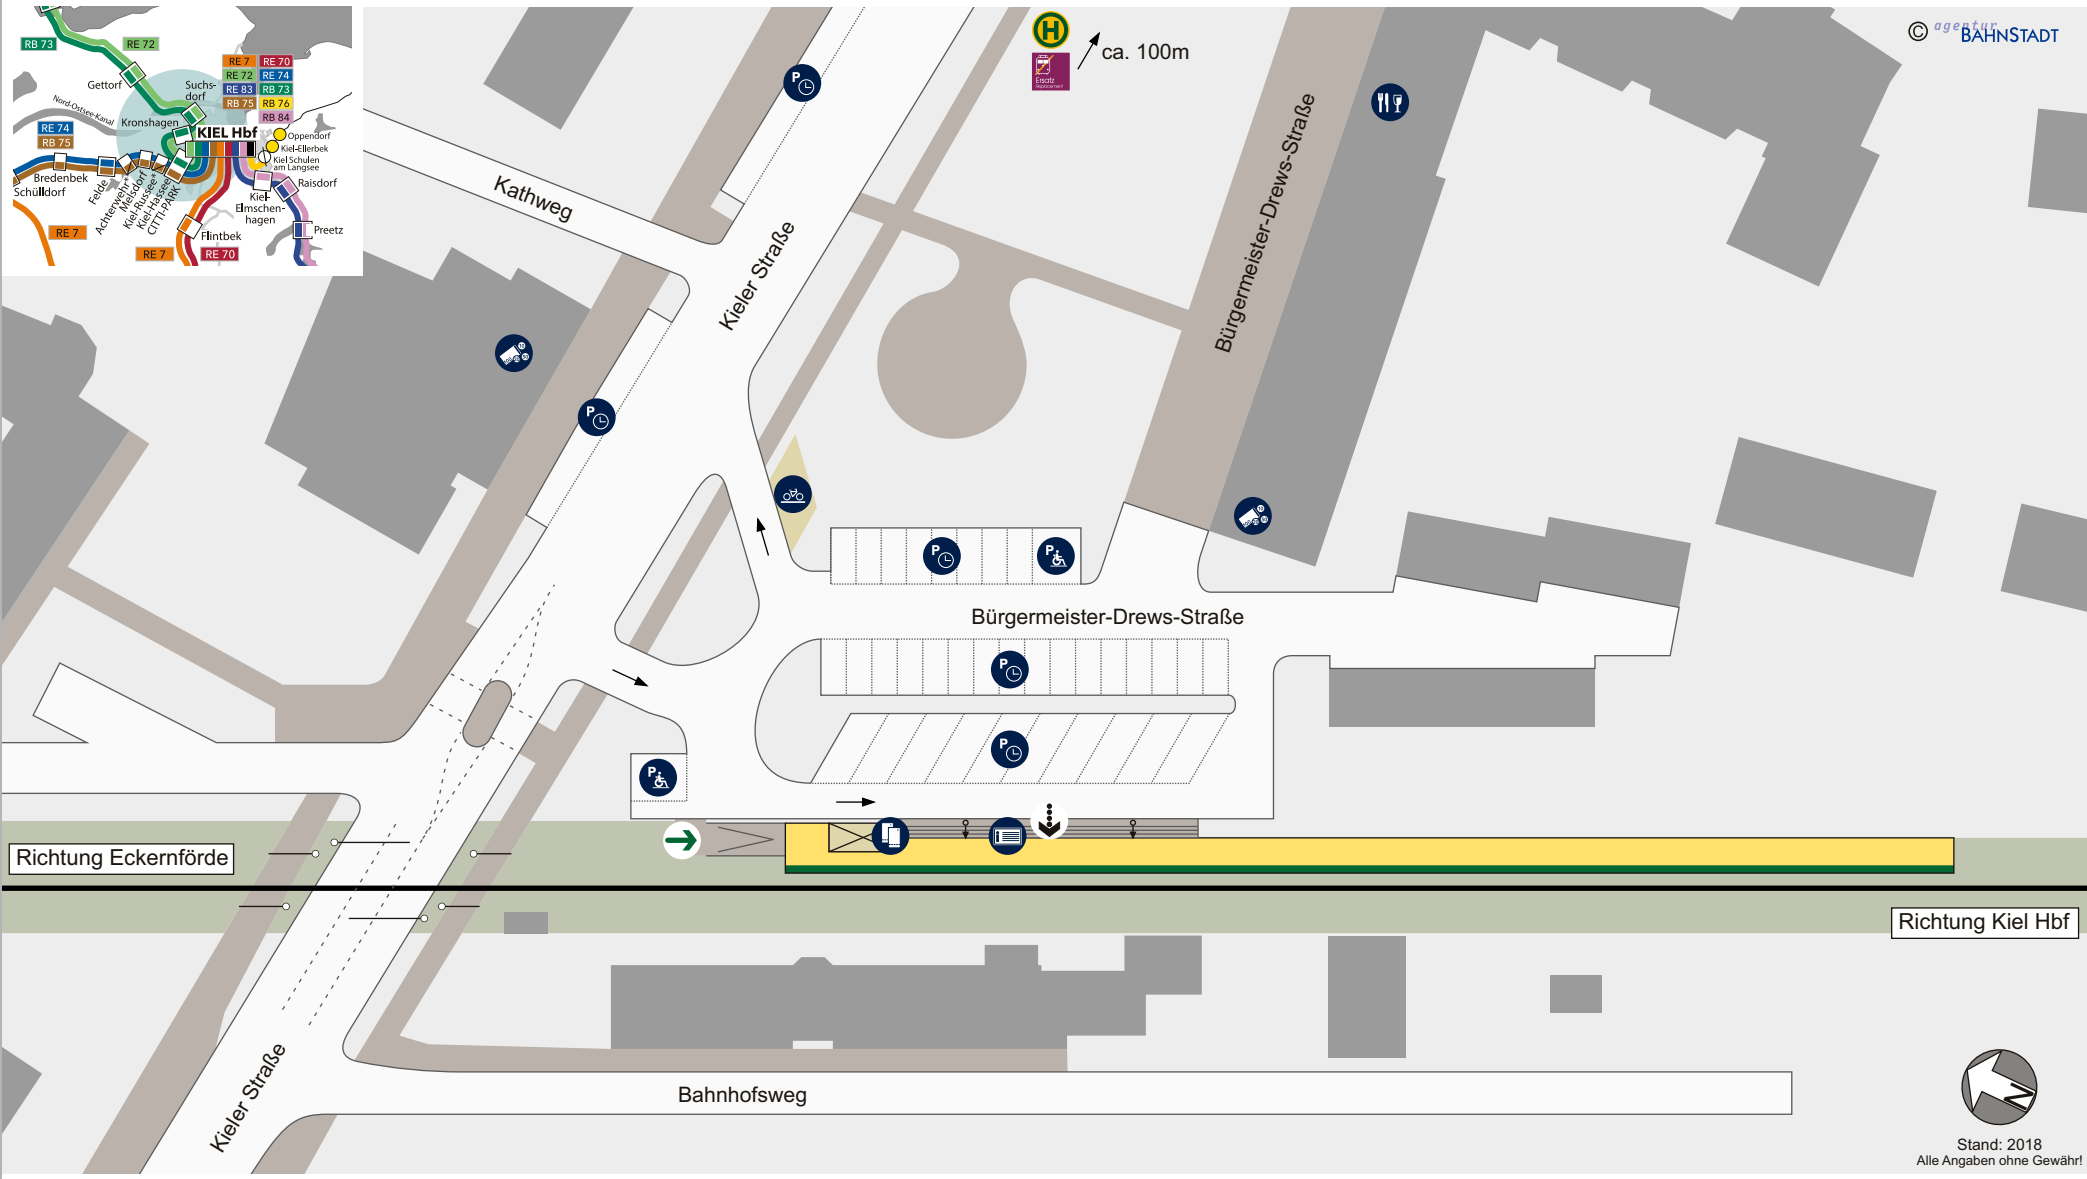 RB 73
RE 72
Gettorf
Suchs-
dorf
RE 7
RE 70
RE 72
RE 74
RE 83
RB 73
RB 75
RB 76
RB 84
Nord-Ostsee-Kanal
Kronshagen
KIEL Hbf
RE 74
RB 75
Oppendorf
Kiel-Ellerbek
Kiel Schulen
am Langsee
Bredenbek
Schülldorf
Felde
Achterwehr
Melsdorf
Kiel-Russee
Kiel-Hassee
CITTI-PARK
Raisdorf
Kiel-
Elmschen-
hagen
Preetz
Flintbek
RE 7
RE 7
RE 70
H
Ersatz
ca. 100m
© agentur
BAHNSTADT
Kathweg
Kieler Straße
Bürgermeister-Drews-Straße
P
P
P
P
Bürgermeister-Drews-Straße
P
P
P
Richtung Eckernförde
Richtung Kiel Hbf
Kieler Straße
Bahnhofsweg
N
Stand: 2018
Alle Angaben ohne Gewähr!